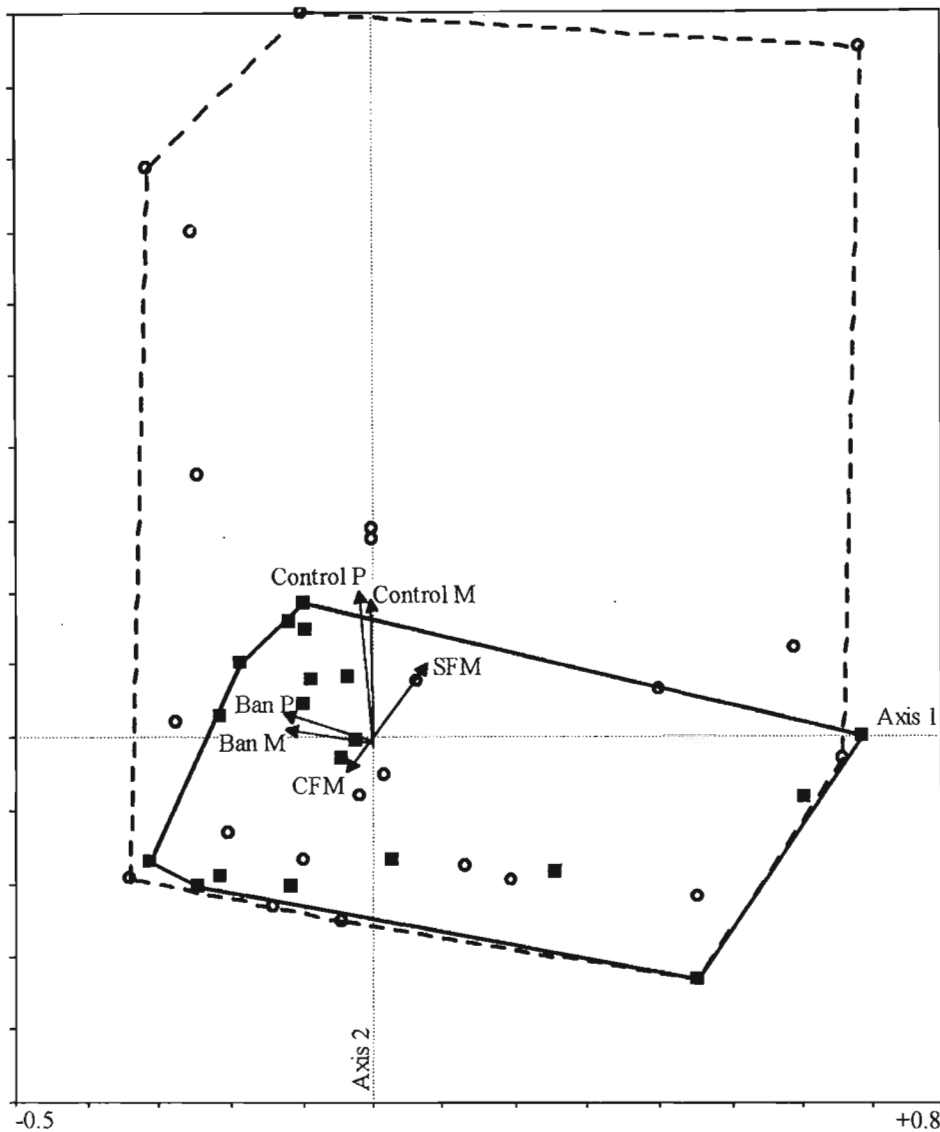 Control P
Control M
SFM
Ban P
Axis 1
Ban M
CFM
Axis 2
-0.5
+0.8